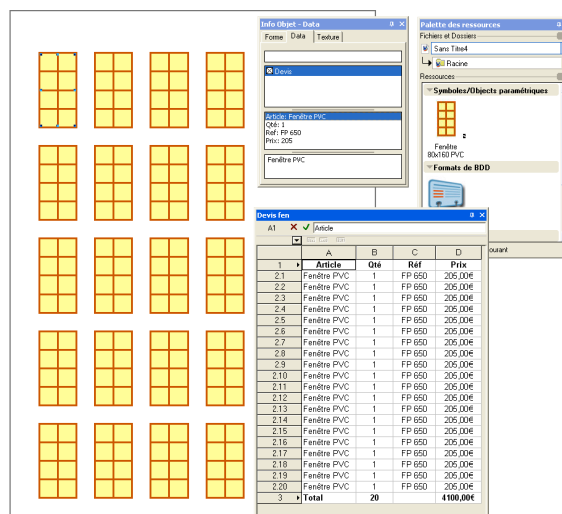 Info Objet - Data
Forme Data Texture
Devis
Article: Fenêtre PVC
Qté: 1
Ref: FP 650
Prix: 205
Fenêtre PVC
Palette des ressources
Fichiers et Dossiers
Sans Titre4
Racine
Ressources
Symboles/Objects paramétriques
2
Fenêtre
80x160 PVC
Formats de BDD
ourant
Devis fen
A1 Article
A B C D
1 Article Qté Réf Prix
2.1 Fenêtre PVC 1 FP 650 205,00€
2.2 Fenêtre PVC 1 FP 650 205,00€
2.3 Fenêtre PVC 1 FP 650 205,00€
2.4 Fenêtre PVC 1 FP 650 205,00€
2.5 Fenêtre PVC 1 FP 650 205,00€
2.6 Fenêtre PVC 1 FP 650 205,00€
2.7 Fenêtre PVC 1 FP 650 205,00€
2.8 Fenêtre PVC 1 FP 650 205,00€
2.9 Fenêtre PVC 1 FP 650 205,00€
2.10 Fenêtre PVC 1 FP 650 205,00€
2.11 Fenêtre PVC 1 FP 650 205,00€
2.12 Fenêtre PVC 1 FP 650 205,00€
2.13 Fenêtre PVC 1 FP 650 205,00€
2.14 Fenêtre PVC 1 FP 650 205,00€
2.15 Fenêtre PVC 1 FP 650 205,00€
2.16 Fenêtre PVC 1 FP 650 205,00€
2.17 Fenêtre PVC 1 FP 650 205,00€
2.18 Fenêtre PVC 1 FP 650 205,00€
2.19 Fenêtre PVC 1 FP 650 205,00€
2.20 Fenêtre PVC 1 FP 650 205,00€
3 Total 20 4100,00€